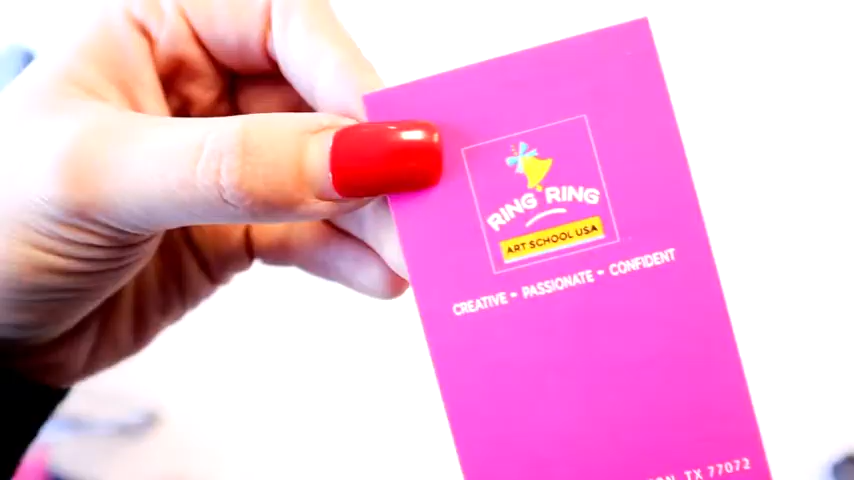 RING RING
ART SCHOOL USA
CREATIVE - PASSIONATE - CONFIDENT
TX 77072